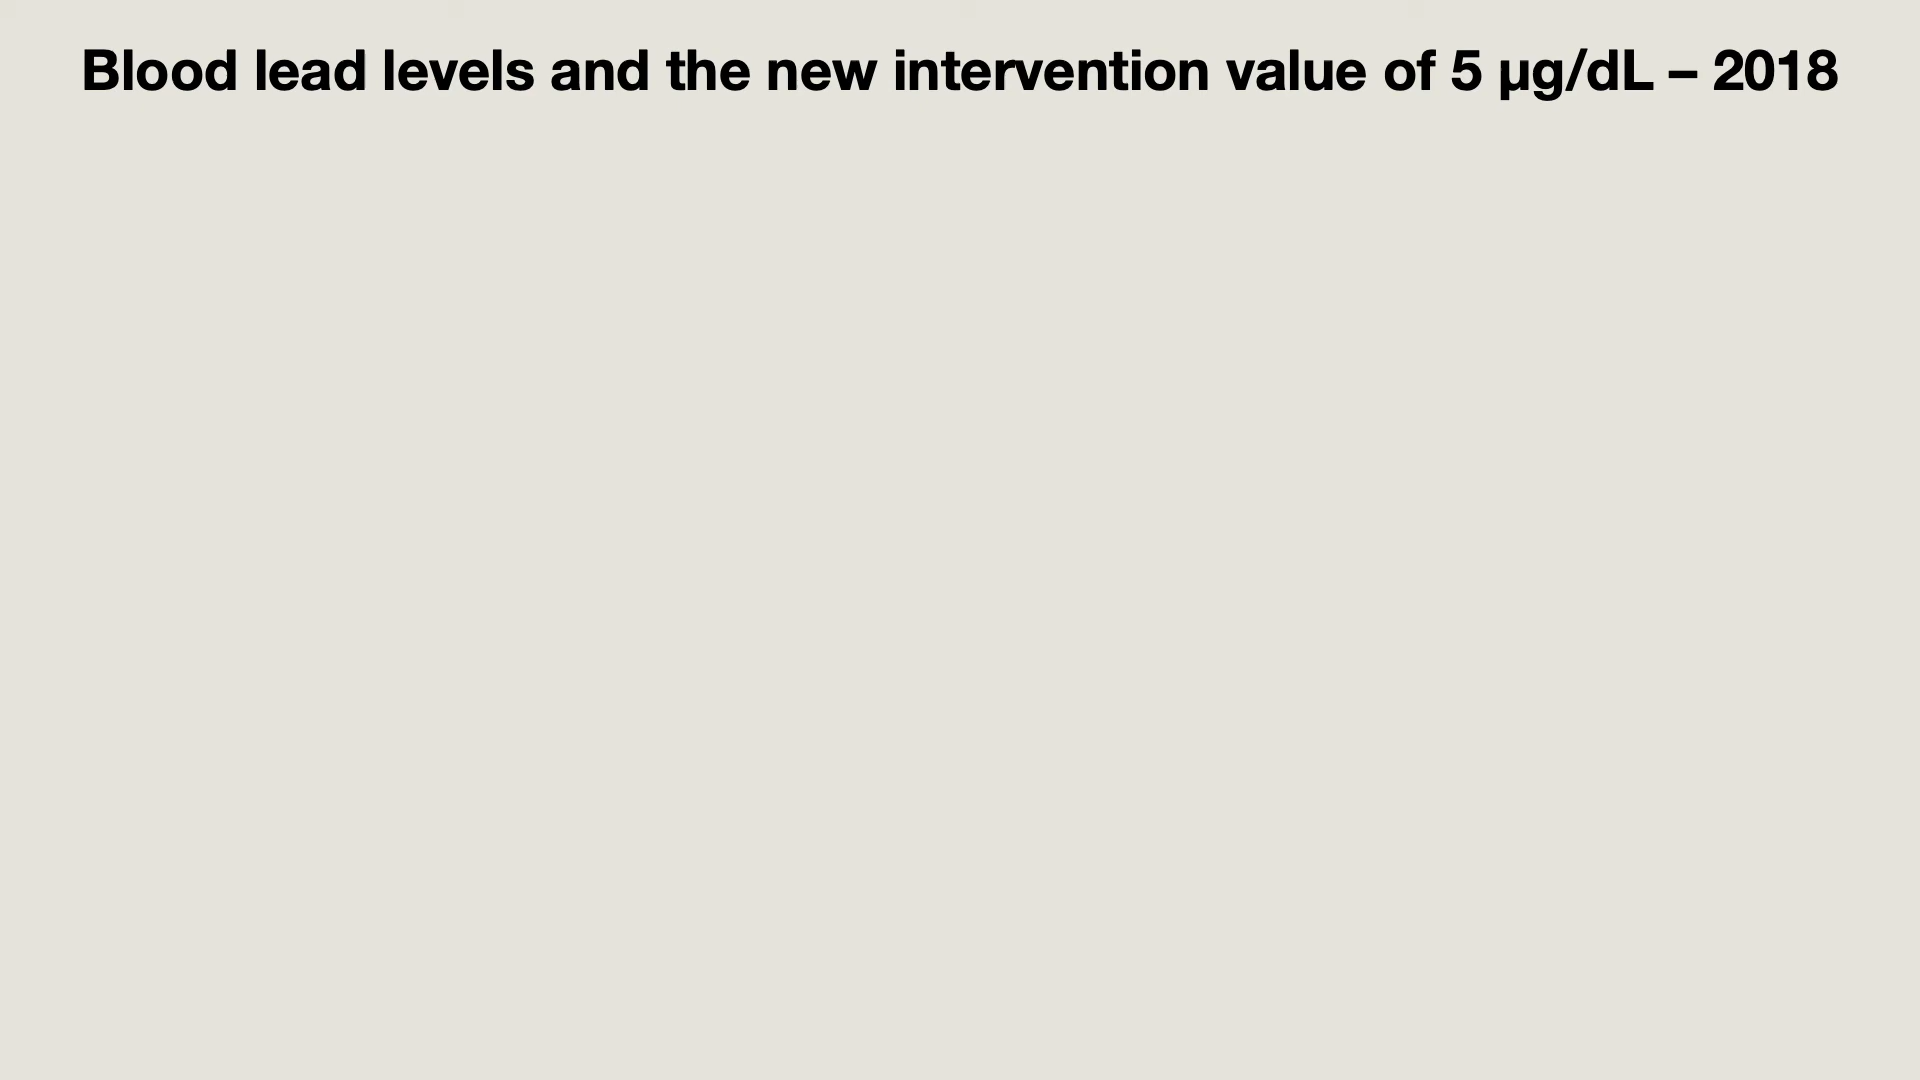 Blood lead levels and the new intervention value of 5 µg/dL – 2018